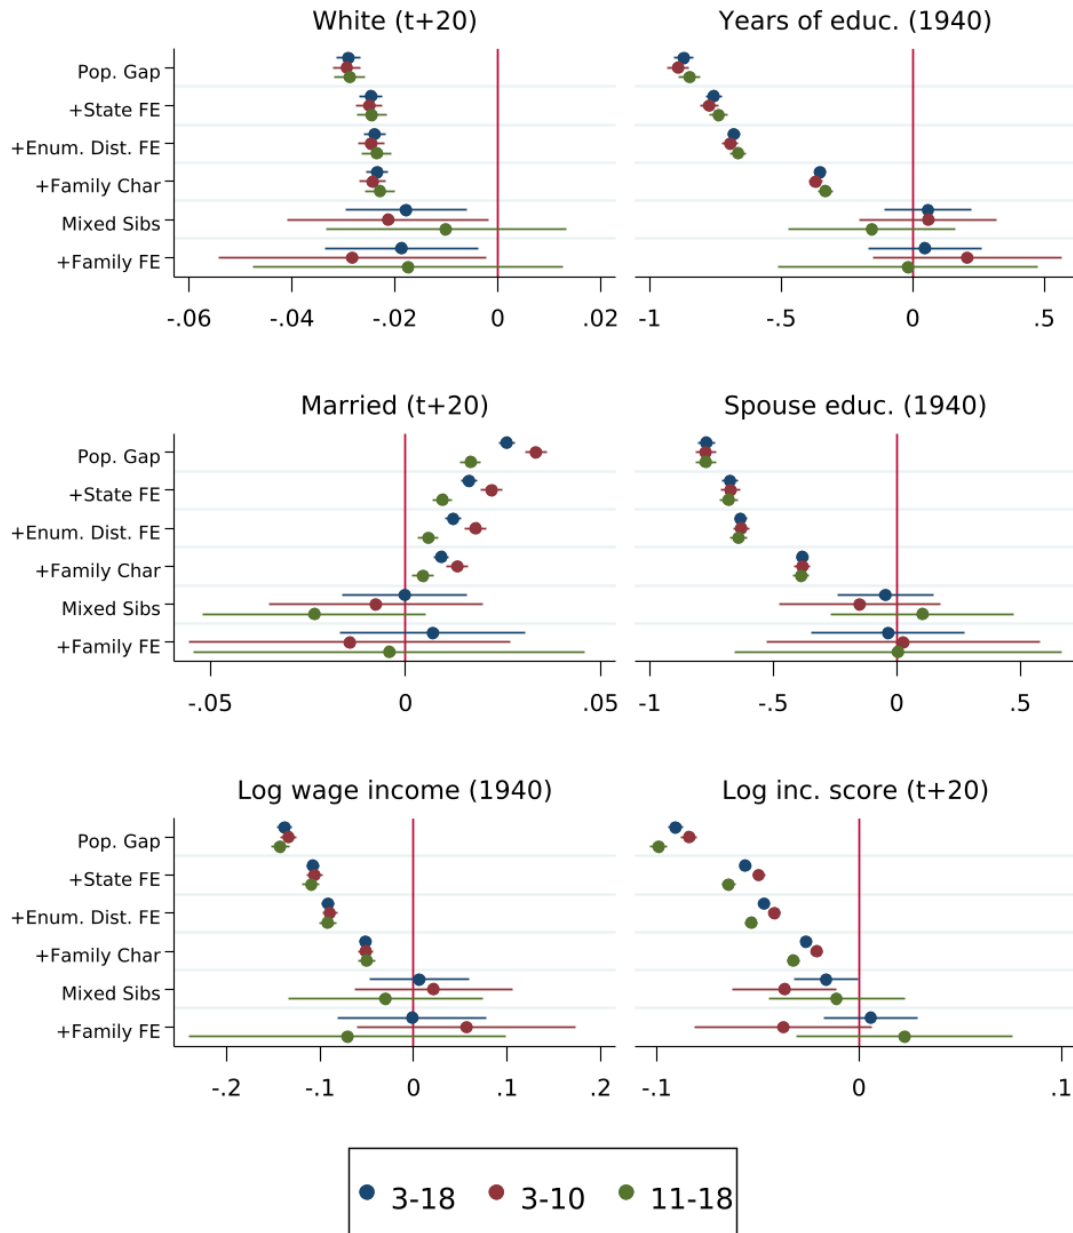 White (t+20)
Pop. Gap
+State FE
+Enum. Dist. FE
+Family Char
Mixed Sibs
+Family FE
-.06 -.04 -.02 0 .02
Years of educ. (1940)
-1 -.5 0 .5
Married (t+20)
Pop. Gap
+State FE
+Enum. Dist. FE
+Family Char
Mixed Sibs
+Family FE
-.05 0 .05
Spouse educ. (1940)
-1 -.5 0 .5
Log wage income (1940)
Pop. Gap
+State FE
+Enum. Dist. FE
+Family Char
Mixed Sibs
+Family FE
-.2 -.1 0 .1 .2
Log inc. score (t+20)
-.1 0 .1
3-18 3-10 11-18